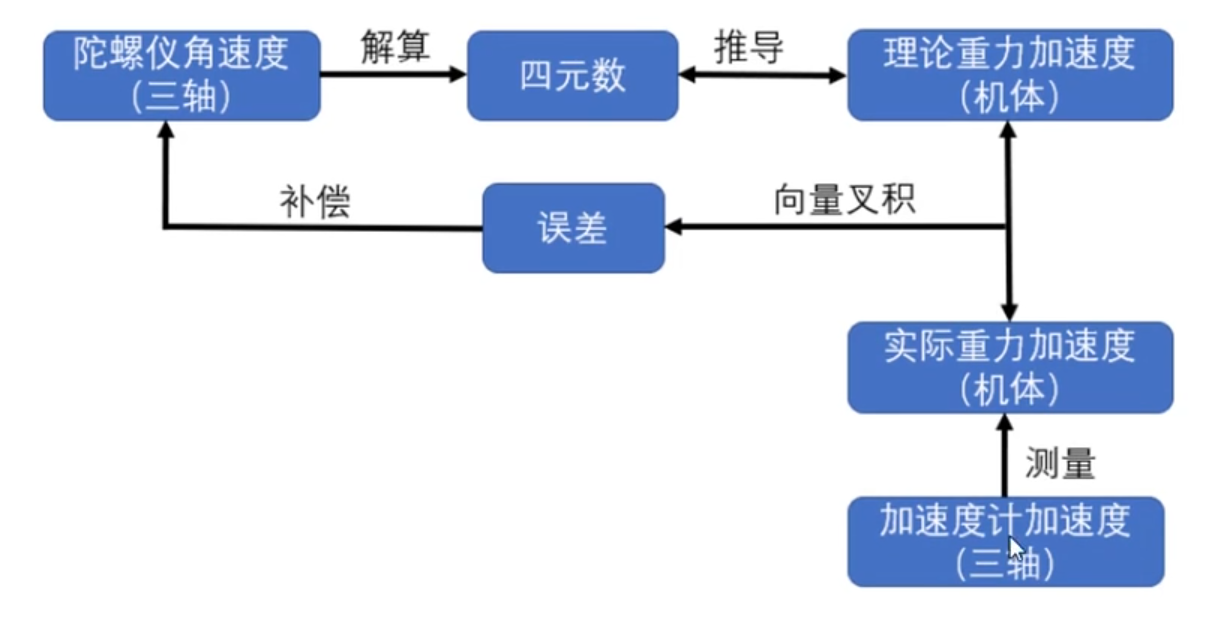 陀螺仪角速度
(三轴)
解算
四元数
推导
理论重力加速度
(机体)
补偿
误差
向量叉积
实际重力加速度
(机体)
测量
加速度计加速度
(三轴)